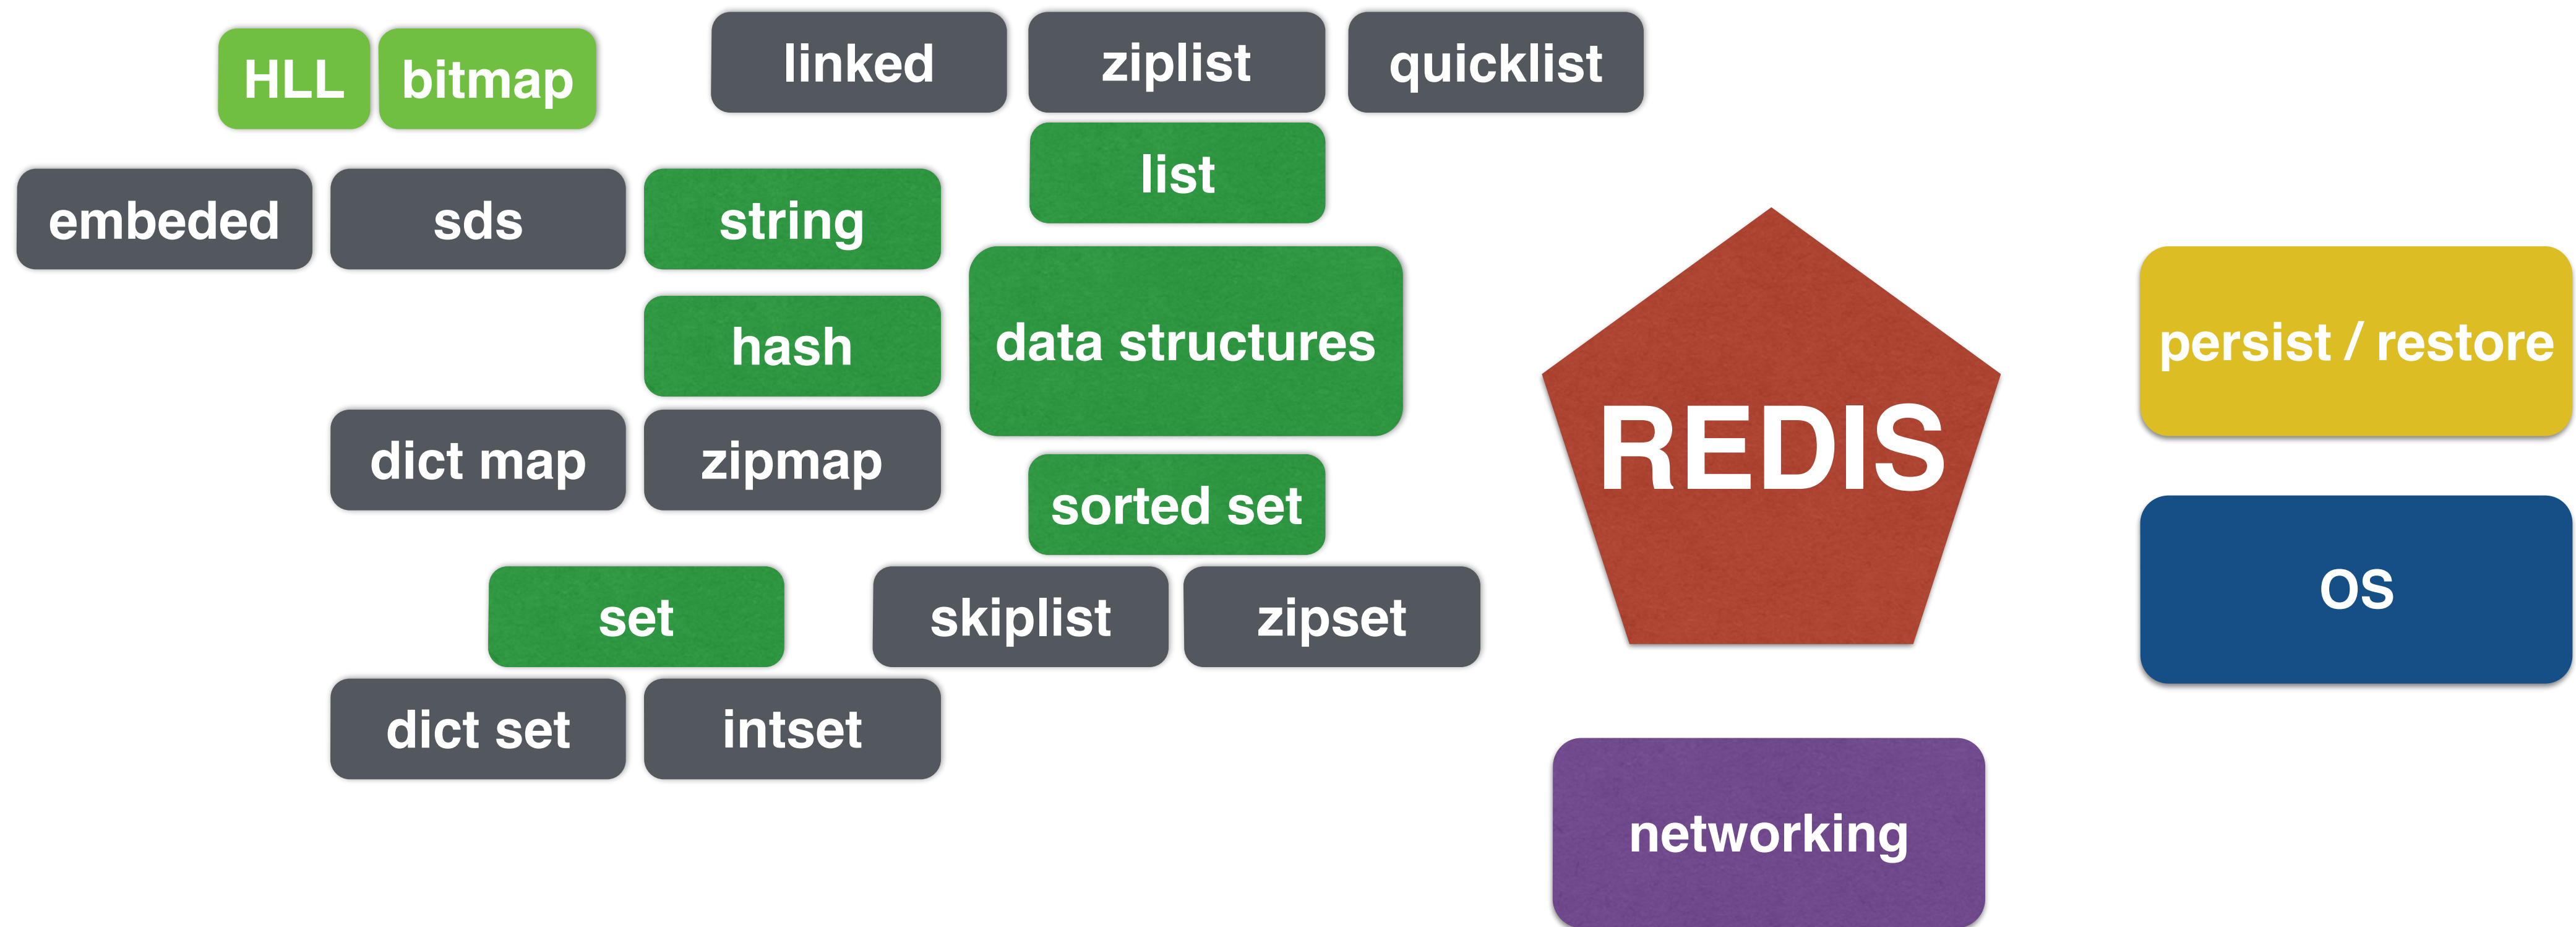 HLL
bitmap
linked
ziplist
quicklist
list
embeded
sds
string
hash
data structures
dict map
zipmap
sorted set
set
skiplist
zipset
dict set
intset
REDIS
persist / restore
OS
networking